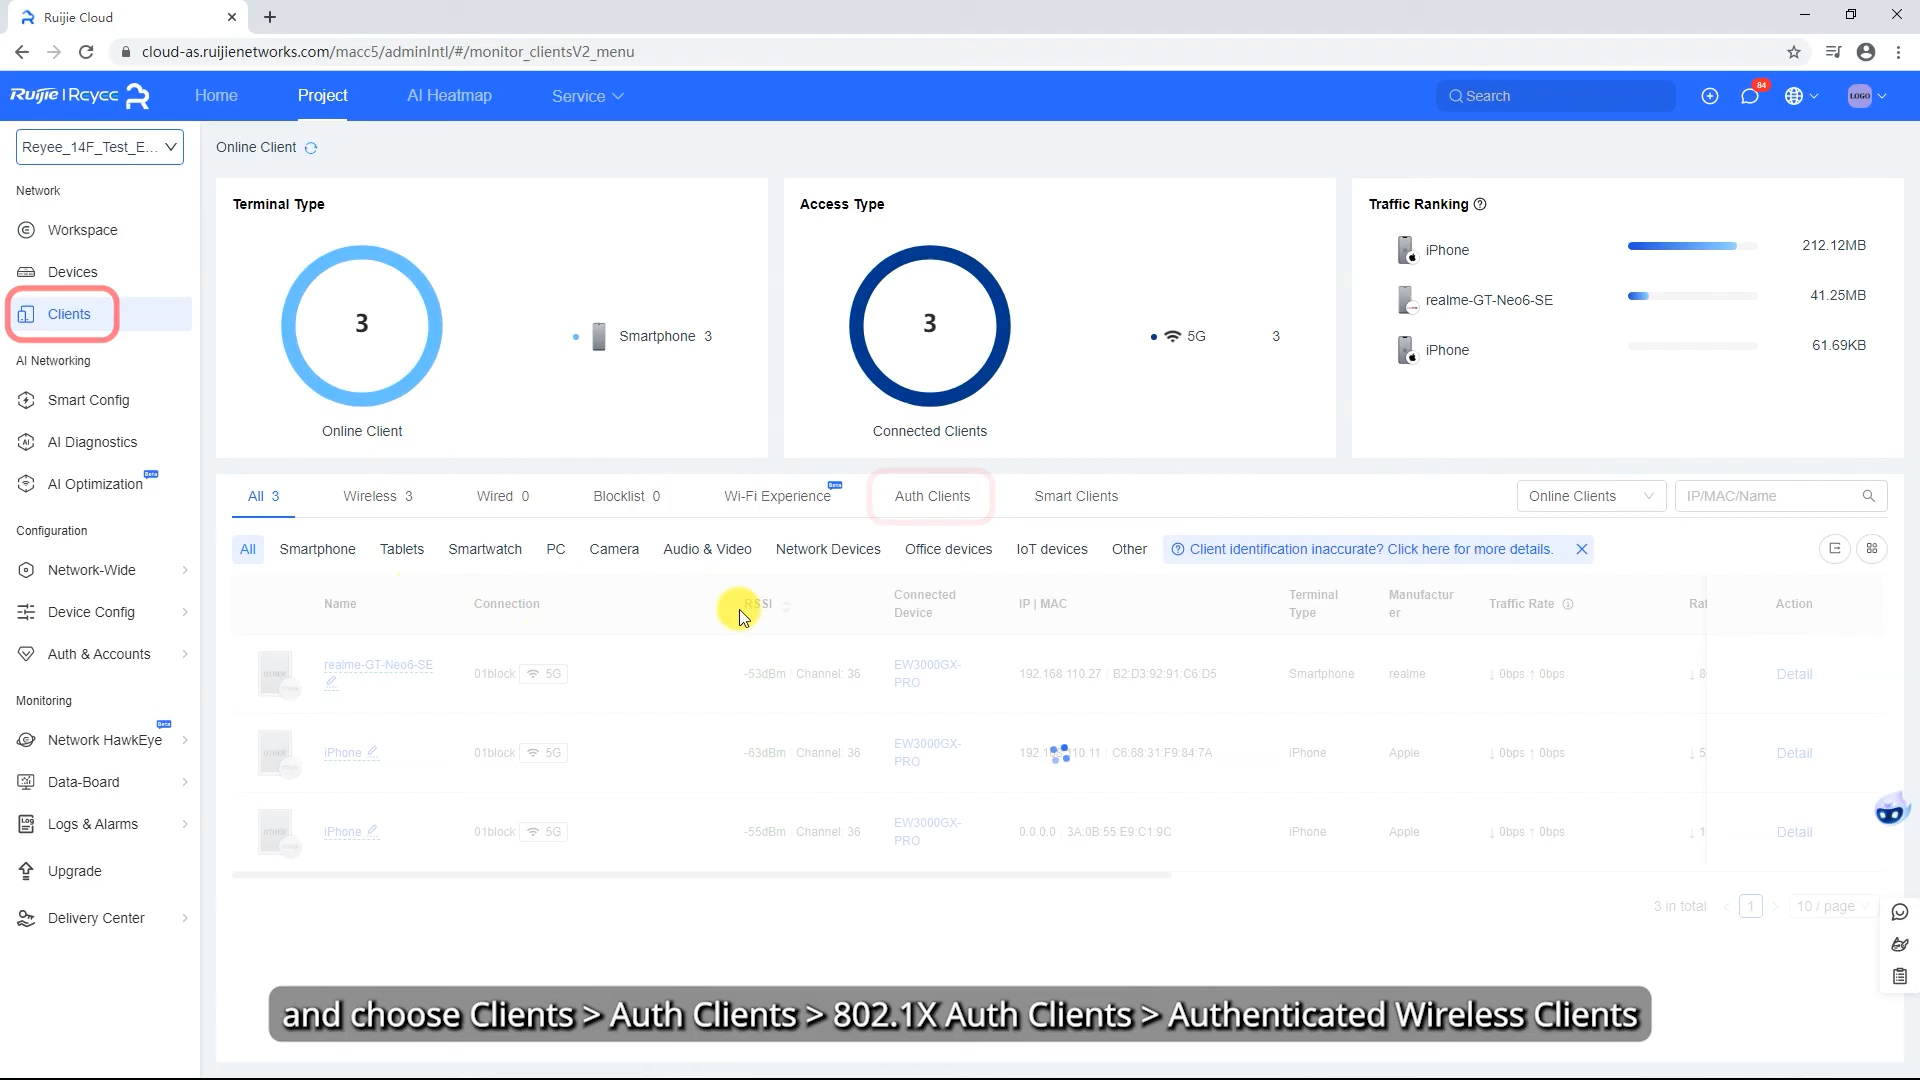 Ruijie Cloud
cloud-as.ruijienetworks.com/macc5/adminIntl/#/monitor_clientsV2_menu
Ruijie | Reyee
Home
Project
AI Heatmap
Service
Search
84
LOGO
Reyee_14F_Test_E...
Network
Workspace
Devices
Clients
AI Networking
Smart Config
AI Diagnostics
AI Optimization
Beta
Configuration
Network-Wide
Device Config
Auth & Accounts
Monitoring
Network HawkEye
Beta
Data-Board
Logs & Alarms
Upgrade
Delivery Center
Online Client
Terminal Type
3
Smartphone 3
Online Client
Access Type
3
5G 3
Connected Clients
Traffic Ranking
iPhone 212.12MB
realme-GT-Neo6-SE 41.25MB
iPhone 61.69KB
All 3
Wireless 3
Wired 0
Blocklist 0
Wi-Fi Experience
Beta
Auth Clients
Smart Clients
Online Clients
IP/MAC/Name
All Smartphone Tablets Smartwatch PC Camera Audio & Video Network Devices Office devices IoT devices Other
Client identification inaccurate? Click here for more details.
Name Connection RSSI Connected Device IP | MAC Terminal Type Manufacturer Traffic Rate Action
realme-GT-Neo6-SE 01block 5G -53dBm Channel: 36 EW3000GX-PRO 192.168.110.27 B2:D3:92:91:C6:D5 Smartphone realme ↓ 0bps ↑ 0bps Detail
iPhone 01block 5G -63dBm Channel: 36 EW3000GX-PRO C6:68:31:F9:84:7A iPhone Apple ↓ 0bps ↑ 0bps Detail
iPhone 01block 5G -55dBm Channel: 36 EW3000GX-PRO 0.0.0.0 3A:0B:55:E9:C1:9C iPhone Apple ↓ 0bps ↑ 0bps Detail
3 in total
1
10 / page
and choose Clients > Auth Clients > 802.1X Auth Clients > Authenticated Wireless Clients